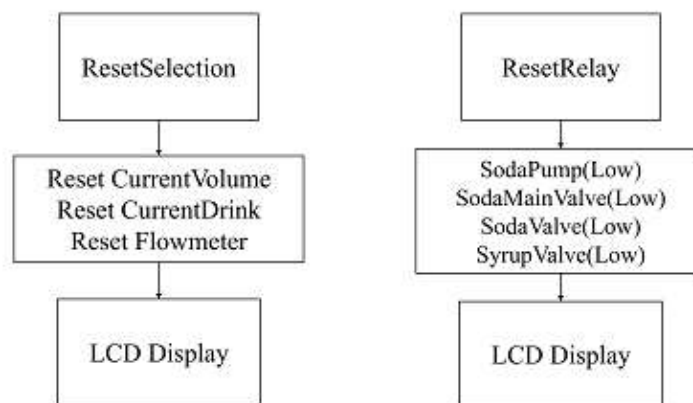 ResetSelection
Reset CurrentVolume
Reset CurrentDrink
Reset Flowmeter
LCD Display
ResetRelay
SodaPump(Low)
SodaMainValve(Low)
SodaValve(Low)
SyrupValve(Low)
LCD Display